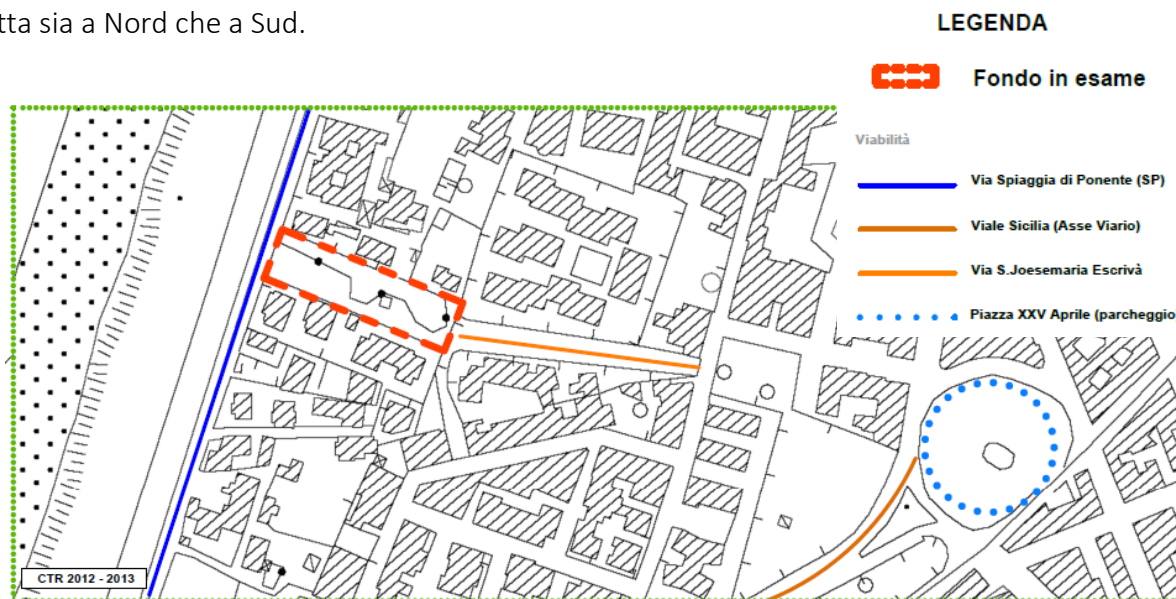 tta sia a Nord che a Sud.
LEGENDA
Fondo in esame
Viabilità
Via Spiaggia di Ponente (SP)
Viale Sicilia (Asse Viario)
Via S.Joesemaria Escrivà
Piazza XXV Aprile (parcheggio
CTR 2012 - 2013